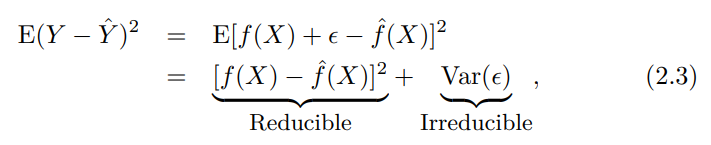 E(Y − Ŷ)² = E[f(X) + ϵ − f̂(X)]²
= [f(X) − f̂(X)]² + Var(ϵ) , (2.3)
Reducible Irreducible